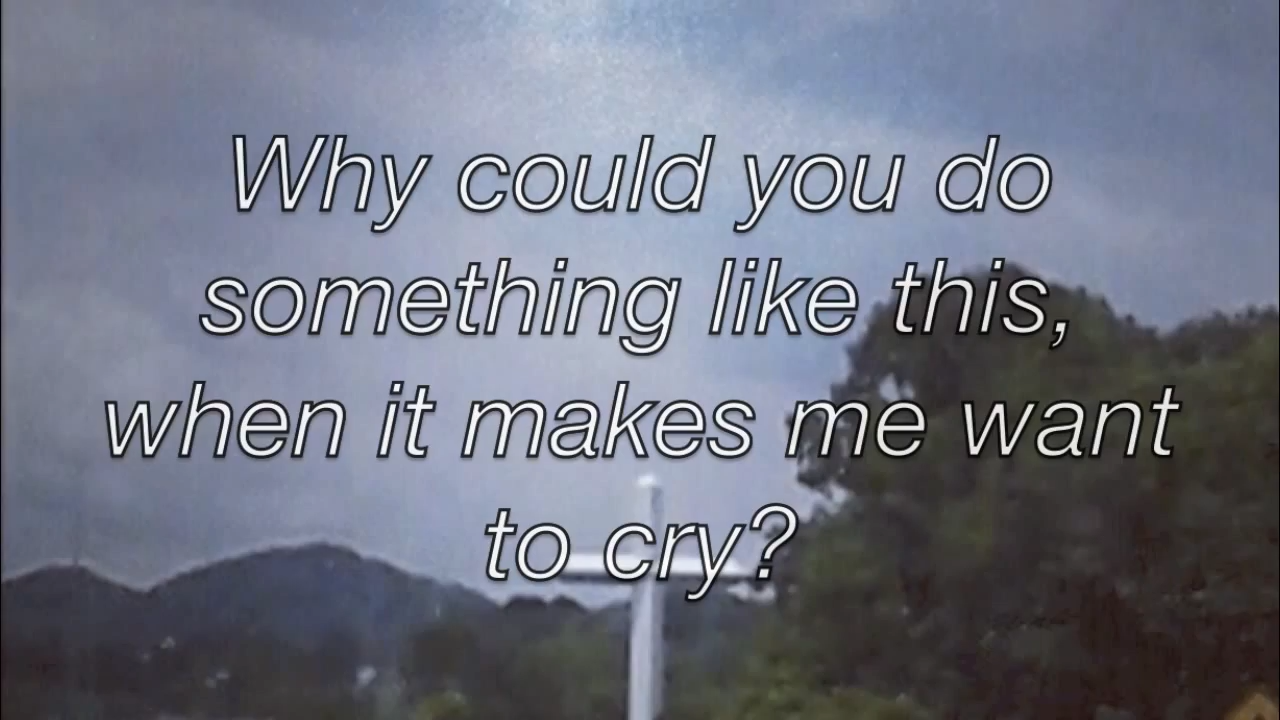 Why could you do
something like this,
when it makes me want
to cry?